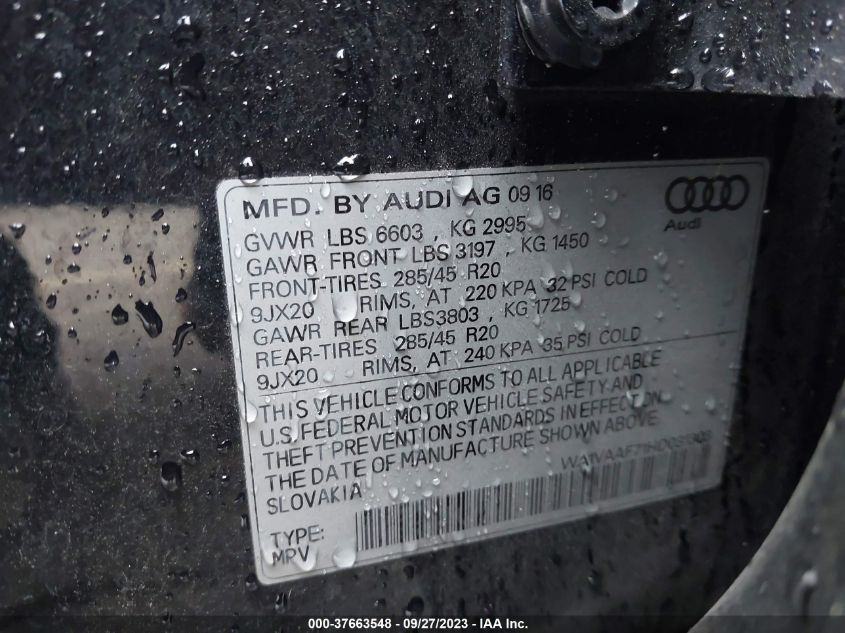 MFD. BY AUDI AG 09 16
Audi
GVWR LBS 6603 , KG 2995
GAWR FRONT LBS 3197 , KG 1450
FRONT-TIRES 285/45 R20
9JX20 RIMS, AT 220 KPA 32 PSI COLD
GAWR REAR LBS3803 , KG 1725
REAR-TIRES 285/45 R20
9JX20 RIMS, AT 240 KPA 35 PSI COLD
THIS VEHICLE CONFORMS TO ALL APPLICABLE
U.S. FEDERAL MOTOR VEHICLE SAFETY AND
THEFT PREVENTION STANDARDS IN EFFECT ON
THE DATE OF MANUFACTURE SHOWN ABOVE.
SLOVAKIA
TYPE:
MPV
000-37663548 - 09/27/2023 - IAA Inc.